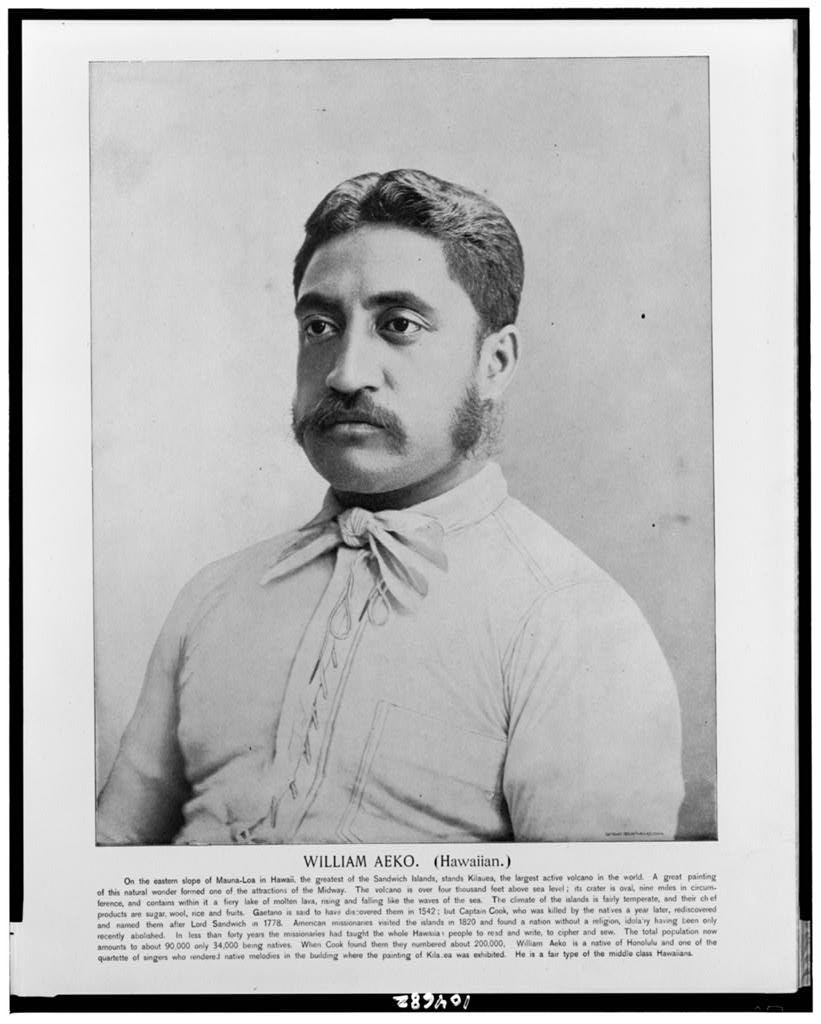 WILLIAM AEKO. (Hawaiian.)
On the eastern slope of Mauna-Loa in Hawaii, the greatest of the Sandwich Islands, stands Kilauea, the largest active volcano in the world. A great painting
of this natural wonder formed one of the attractions of the Midway. The volcano is over four thousand feet above sea level; its crater is oval, nine miles in circum-
ference, and contains within it a fiery lake of molten lava, rising and falling like the waves of the sea. The climate of the islands is fairly temperate, and their chief
products are sugar, wool, rice and fruits. Gaetano is said to have discovered them in 1542; but Captain Cook, who was killed by the natives a year later, rediscovered
and named them after Lord Sandwich in 1778. American missionaries visited the islands in 1820 and found a nation without a religion, idolatry having been only
recently abolished. In less than forty years the missionaries had taught the whole Hawaiian people to read and write, to cipher and sew. The total population now
amounts to about 90,000 only 34,000 being natives. When Cook found them they numbered about 200,000. William Aeko is a native of Honolulu and one of the
quartette of singers who rendered native melodies in the building where the painting of Kilauea was exhibited. He is a fair type of the middle class Hawaiians.
104682